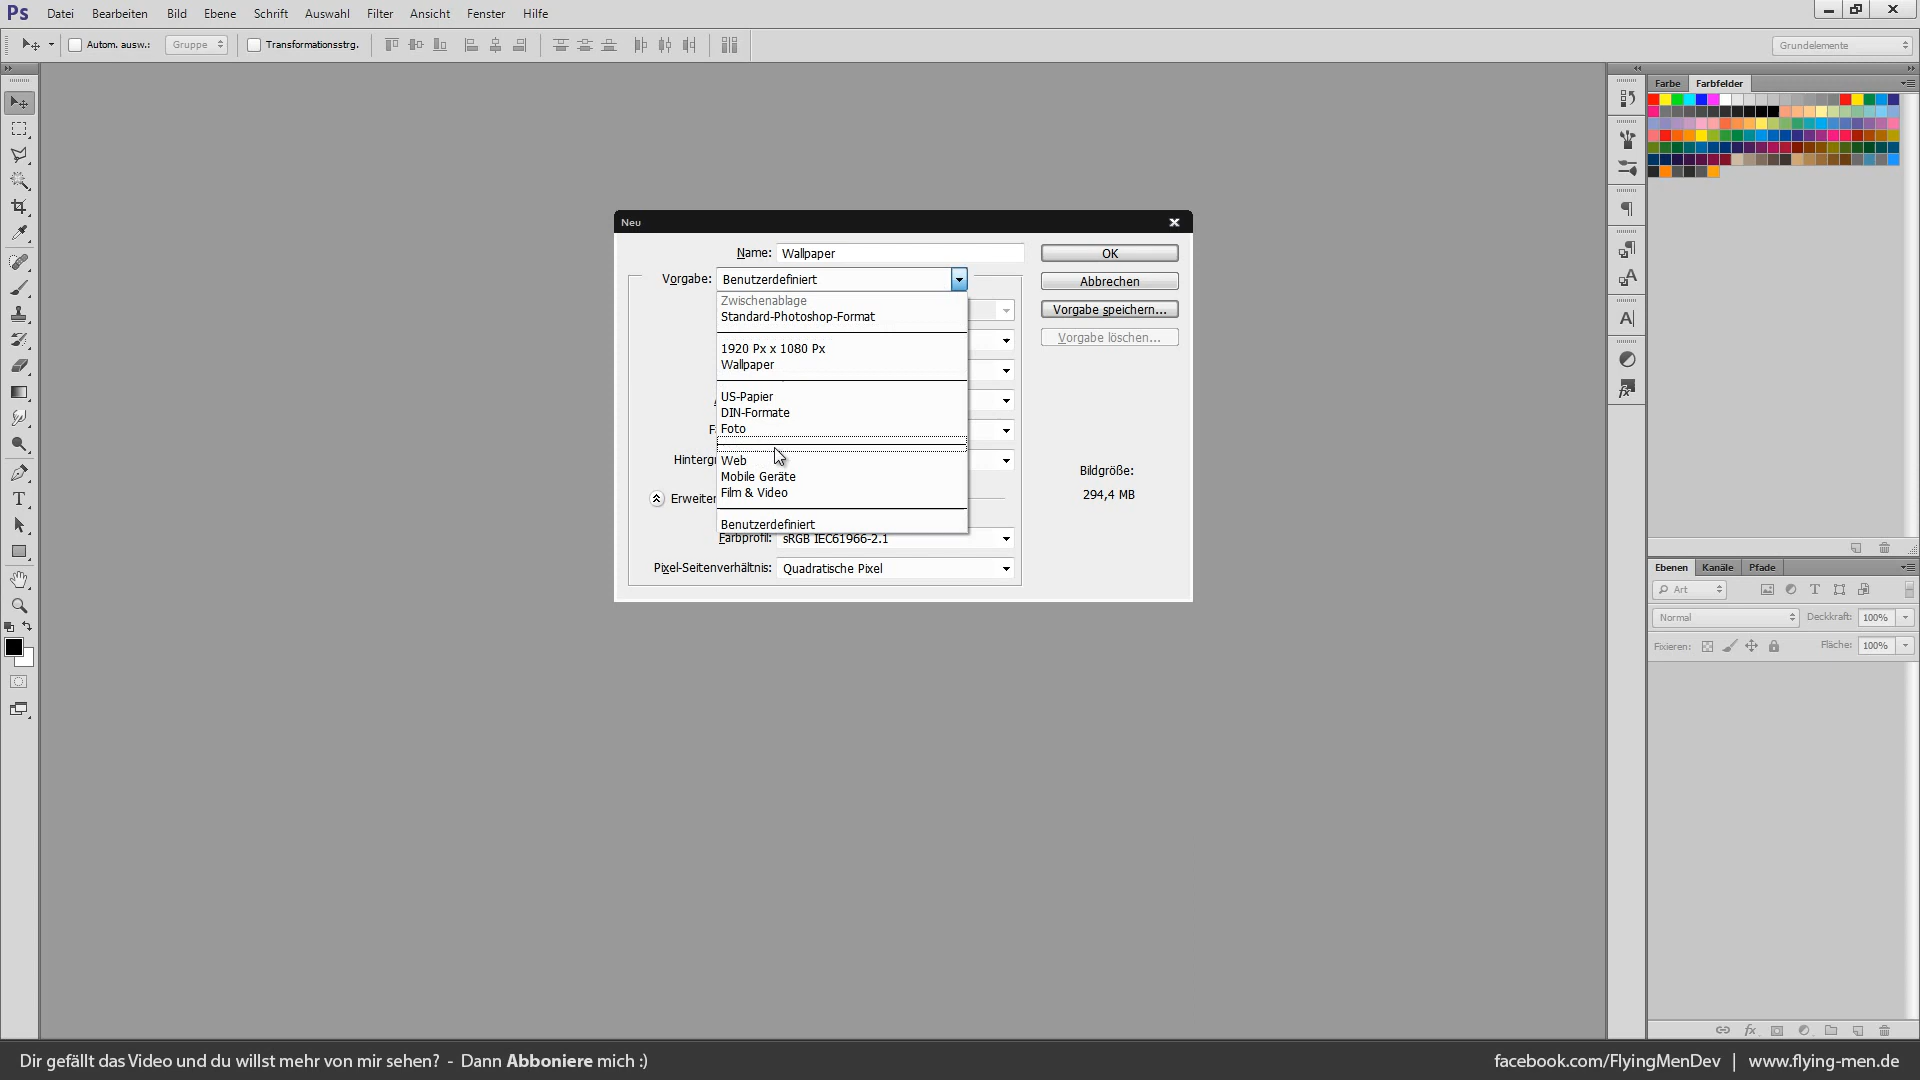 Ps Datei Bearbeiten Bild Ebene Schrift Auswahl Filter Ansicht Fenster Hilfe
Autom. ausw.: Gruppe Transformationsstrg. Grundelemente
Farbe Farbfelder
Neu
Name: Wallpaper OK
Vorgabe: Benutzerdefiniert Abbrechen
Zwischenablage
Standard-Photoshop-Format Vorgabe speichern...
Vorgabe löschen...
1920 Px x 1080 Px
Wallpaper
US-Papier
DIN-Formate
Foto
Hintergr
Web
Mobile Geräte
Film & Video
Erweiter
Bildgröße:
294,4 MB
Benutzerdefiniert
Farbprofil: sRGB IEC61966-2.1
Pixel-Seitenverhältnis: Quadratische Pixel
Ebenen Kanäle Pfade
Art
Normal Deckkraft: 100%
Fixieren: Fläche: 100%
Dir gefällt das Video und du willst mehr von mir sehen? - Dann Abboniere mich :) facebook.com/FlyingMenDev | www.flying-men.de